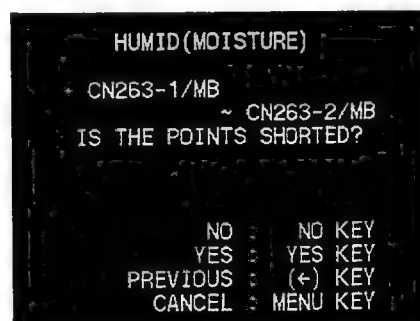 HUMID(MOISTURE)
* CN263-1/MB
~ CN263-2/MB
IS THE POINTS SHORTED?
NO : NO KEY
YES : YES KEY
PREVIOUS : (←) KEY
CANCEL : MENU KEY